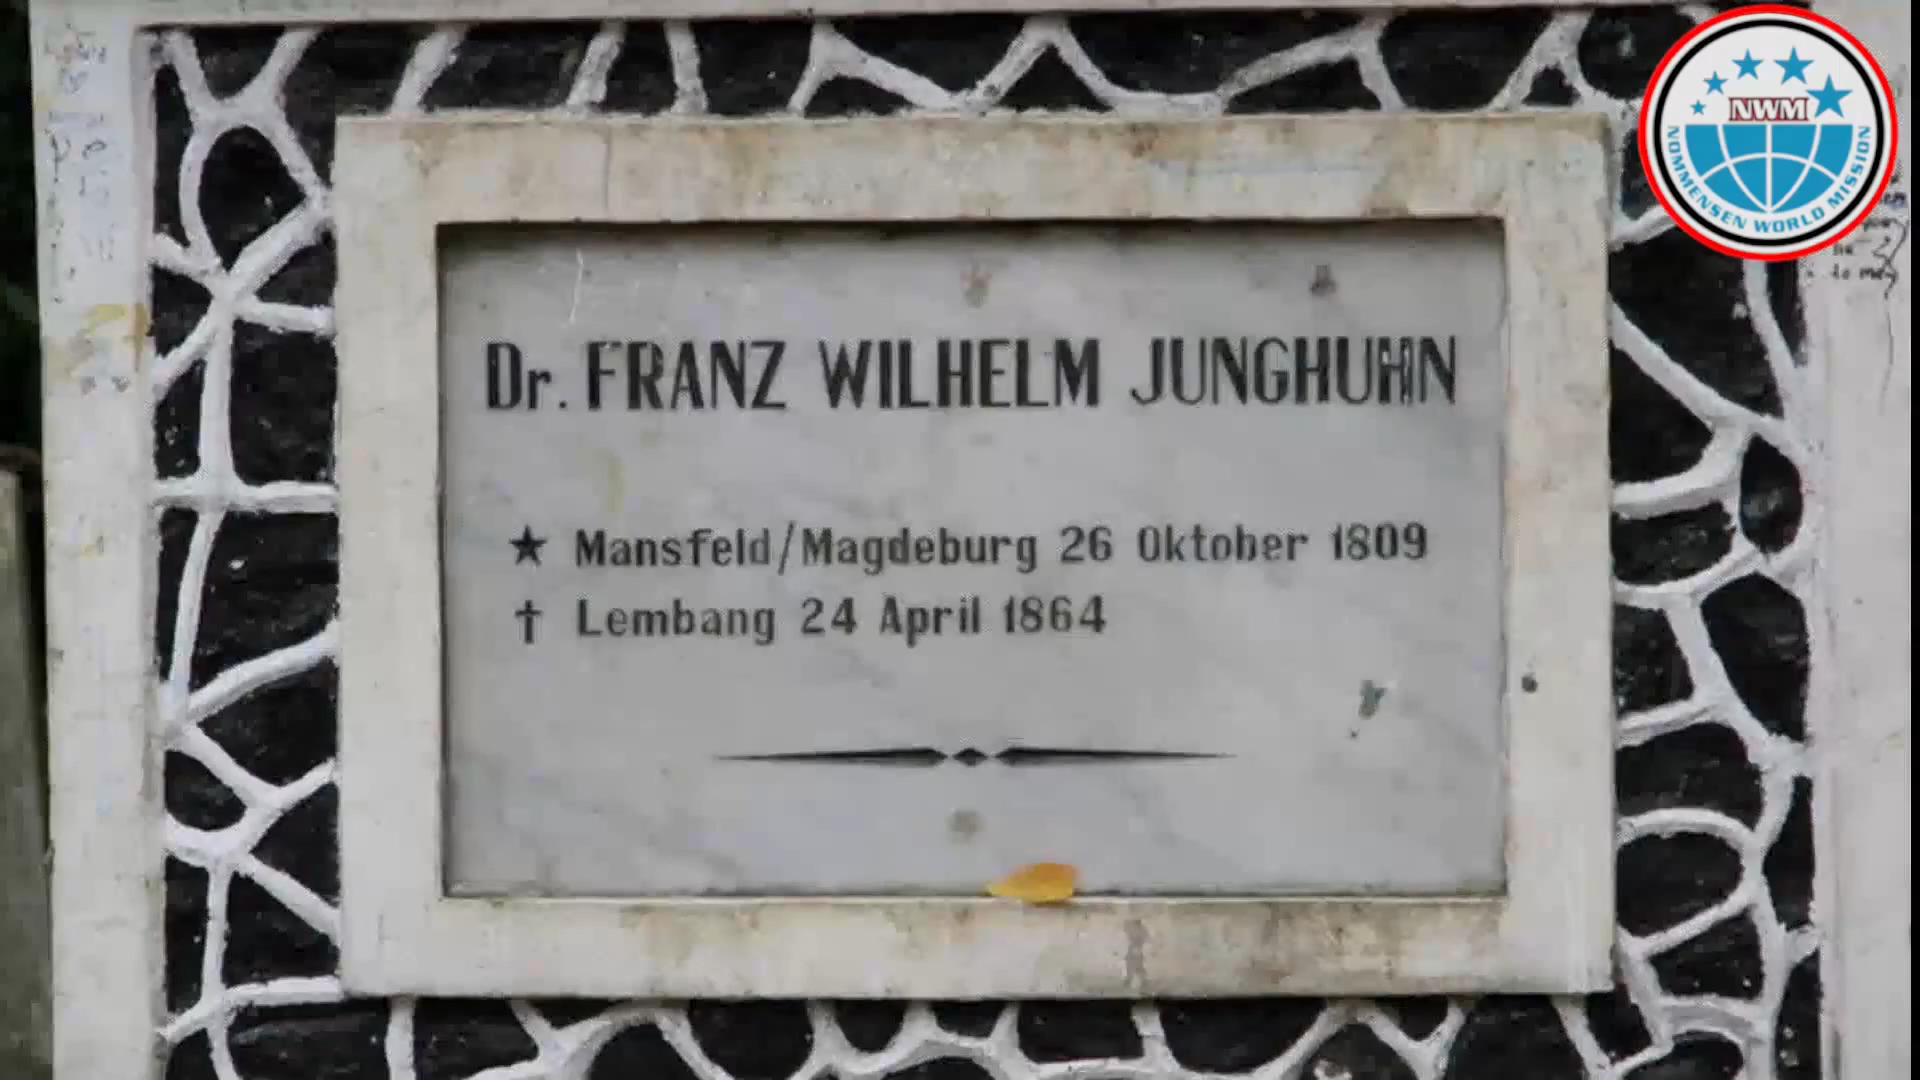 NWM
NOMMENSEN WORLD MISSION
Dr. FRANZ WILHELM JUNGHUHN
★ Mansfeld/Magdeburg 26 Oktober 1809
† Lembang 24 April 1864